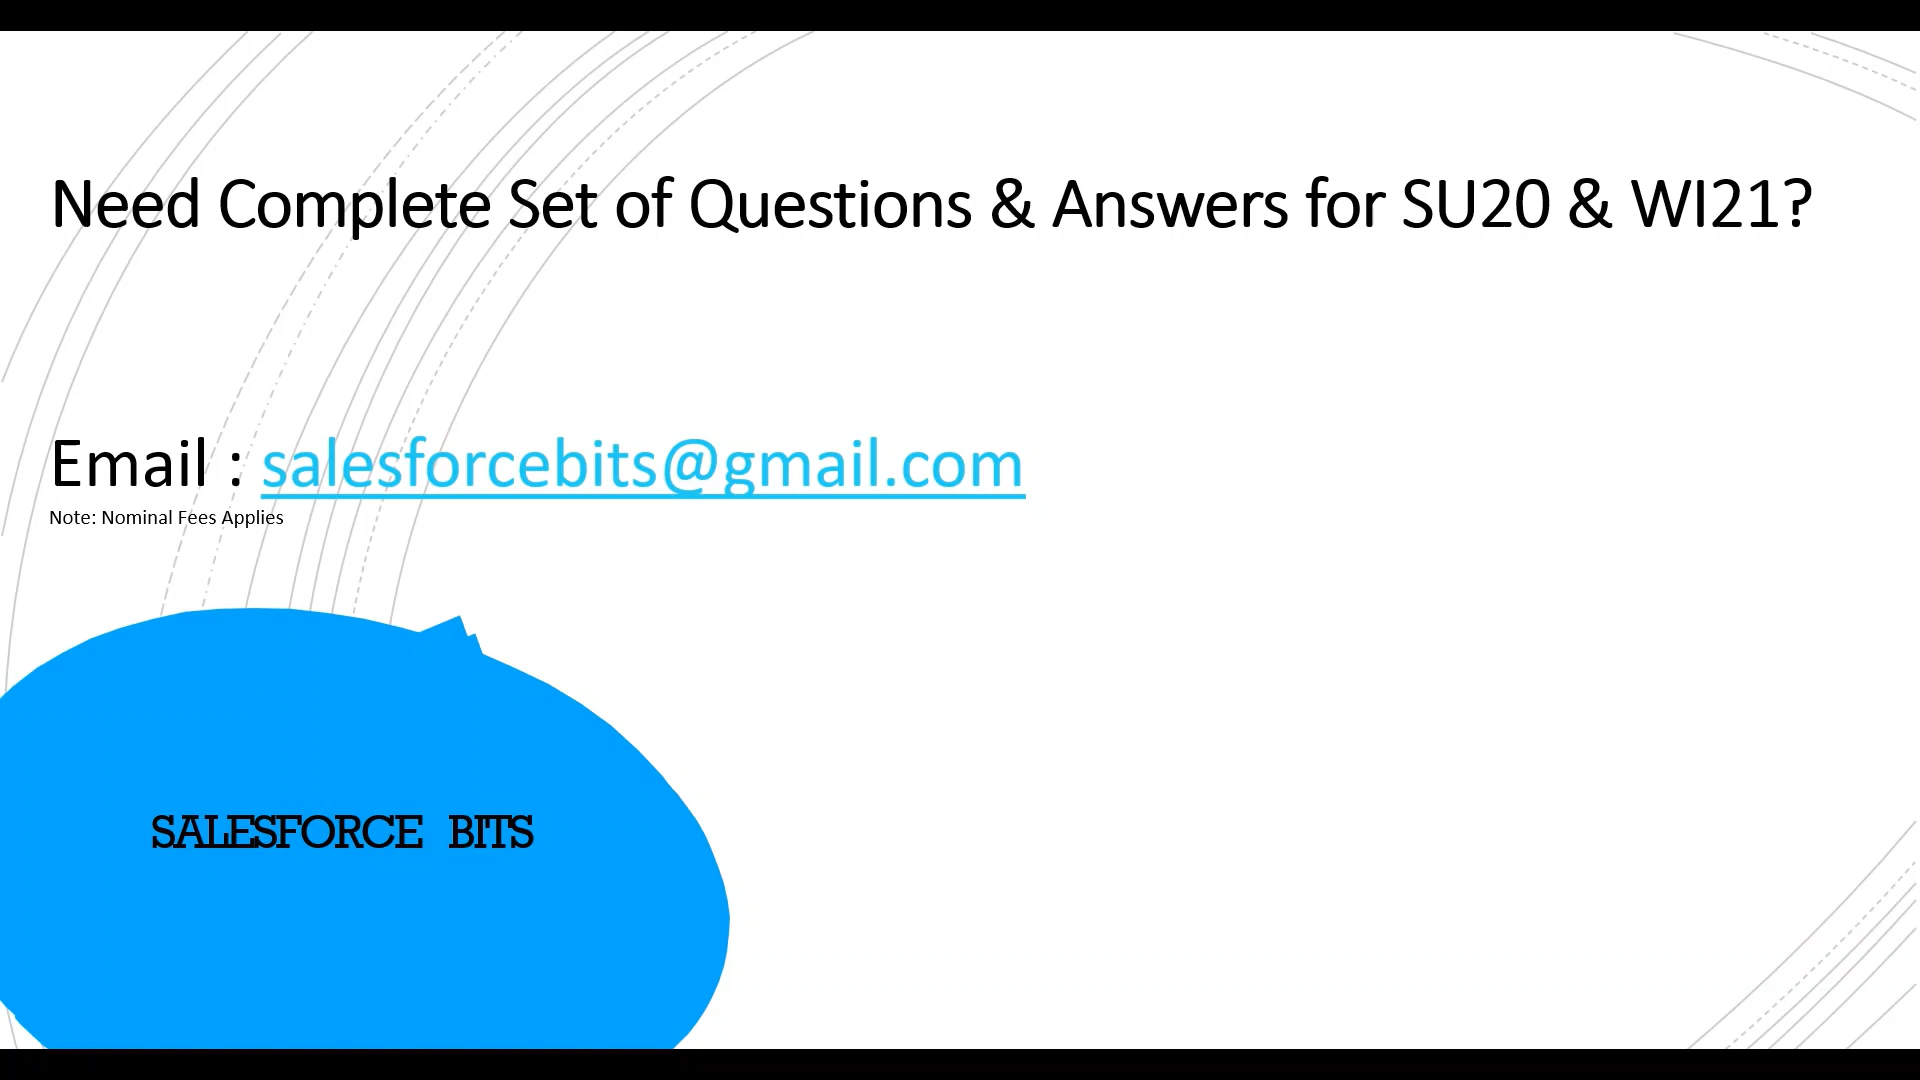 Need Complete Set of Questions & Answers for SU20 & WI21?
Email : salesforcebits@gmail.com
Note: Nominal Fees Applies
SALESFORCE BITS